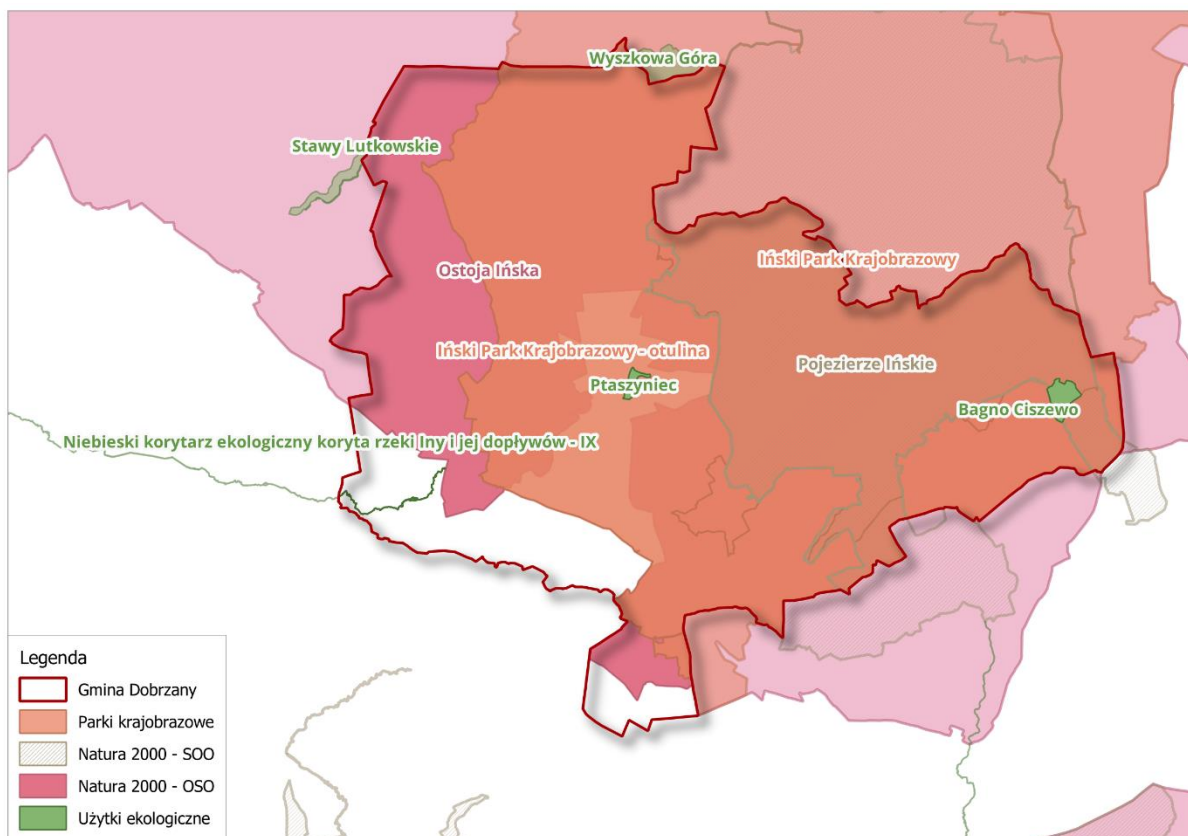 Wyszkowa Góra
Stawy Lutkowskie
Iński Park Krajobrazowy
Ostoja Ińska
Iński Park Krajobrazowy - otulina
Pojezierze Ińskie
Ptaszyniec
Bagno Ciszewo
Niebieski korytarz ekologiczny koryta rzeki Iny i jej dopływów - IX
Legenda
Gmina Dobrzany
Parki krajobrazowe
Natura 2000 - SOO
Natura 2000 - OSO
Użytki ekologiczne